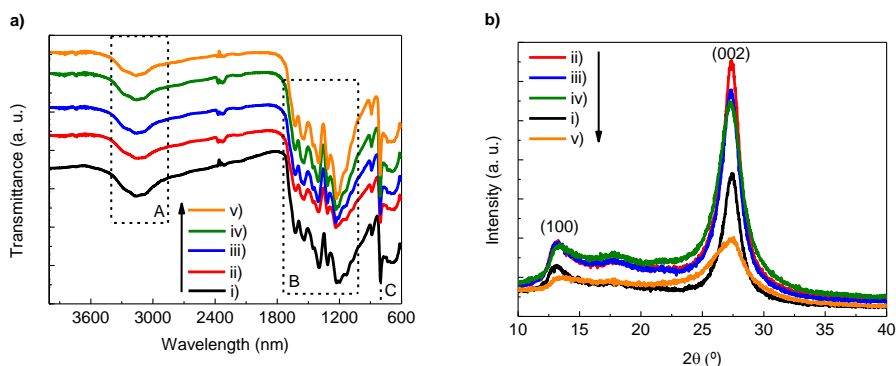 a)
Transmittance (a. u.)
A
B
C
v)
iv)
iii)
ii)
i)
3600 3000 2400 1800 1200 600
Wavelength (nm)
b)
Intensity (a. u.)
ii)
iii)
iv)
i)
v)
(002)
(100)
10 15 20 25 30 35 40
2θ (º)